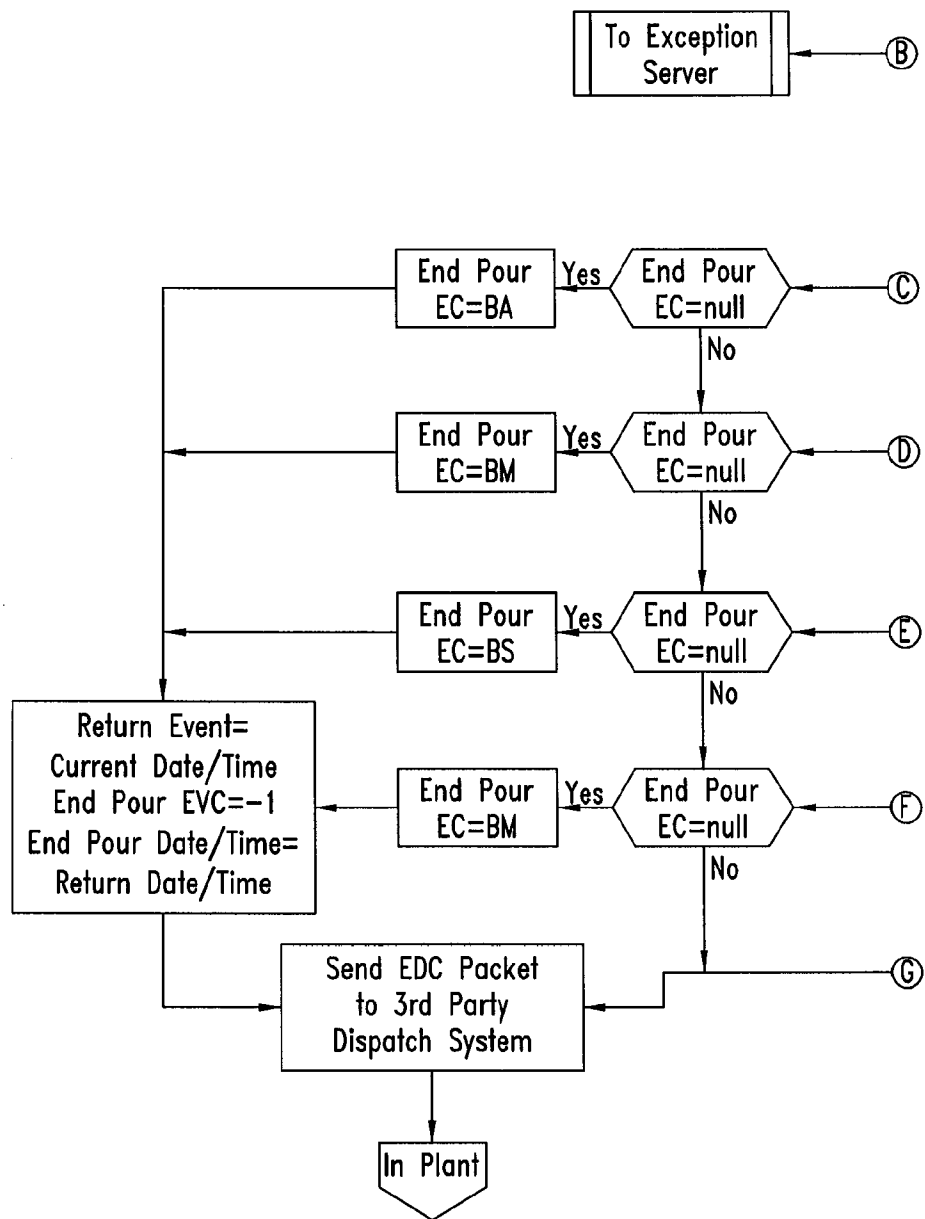 To Exception
Server
B
End Pour
EC=BA
Yes
End Pour
EC=null
C
No
End Pour
EC=BM
Yes
End Pour
EC=null
D
No
End Pour
EC=BS
Yes
End Pour
EC=null
E
No
Return Event=
Current Date/Time
End Pour EVC=-1
End Pour Date/Time=
Return Date/Time
End Pour
EC=BM
Yes
End Pour
EC=null
F
No
Send EDC Packet
to 3rd Party
Dispatch System
G
In Plant